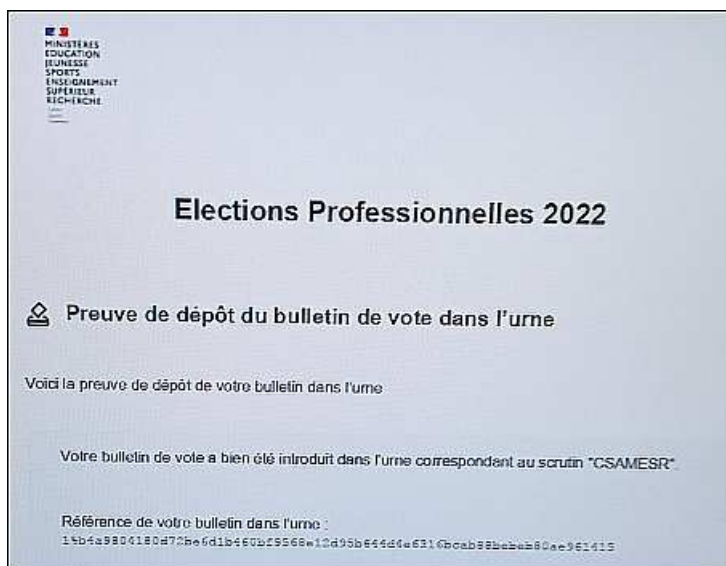 MINISTÈRES
ÉDUCATION
JEUNESSE
SPORTS
ENSEIGNEMENT
SUPÉRIEUR
RECHERCHE
Elections Professionnelles 2022
Preuve de dépôt du bulletin de vote dans l'urne
Voici la preuve de dépôt de votre bulletin dans l'urne
Votre bulletin de vote a bien été introduit dans l'urne correspondant au scrutin "CSAMESR".
Référence de votre bulletin dans l'urne :